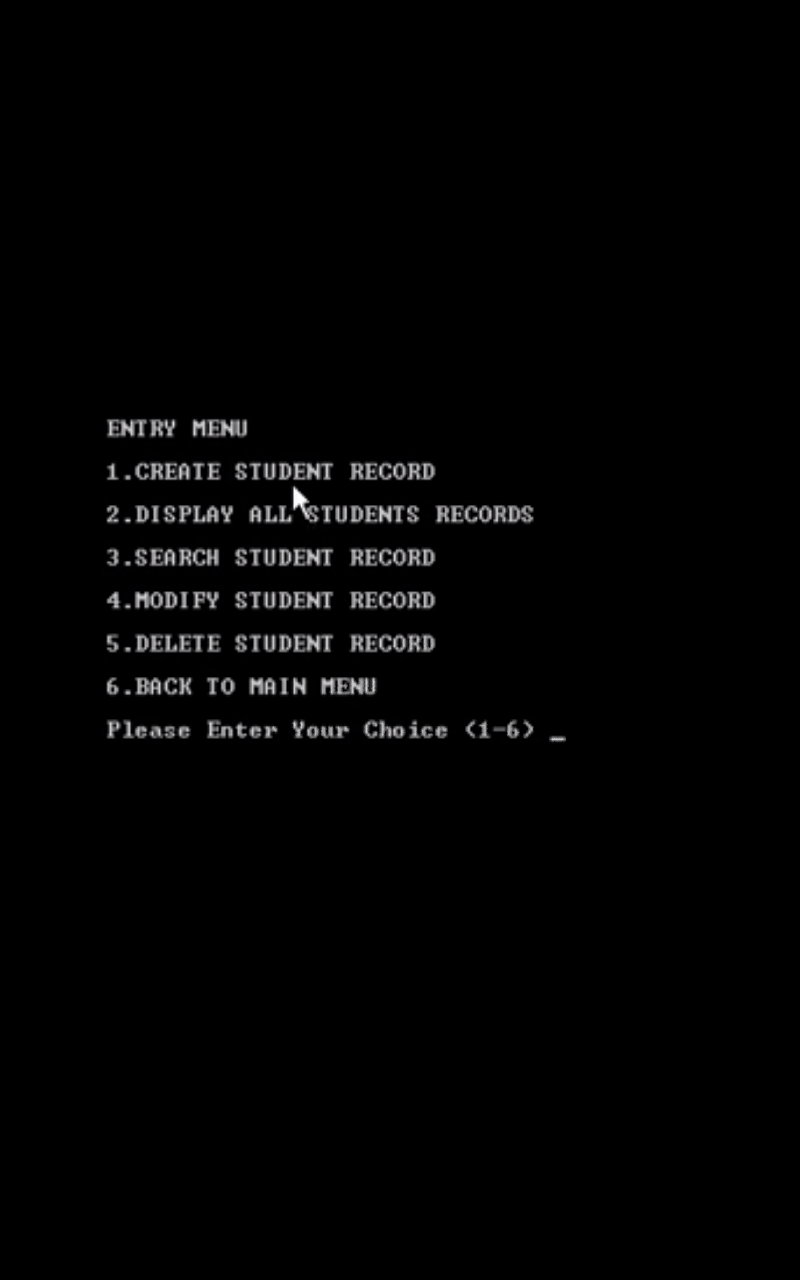 ENTRY MENU
1.CREATE STUDENT RECORD
2.DISPLAY ALL STUDENTS RECORDS
3.SEARCH STUDENT RECORD
4.MODIFY STUDENT RECORD
5.DELETE STUDENT RECORD
6.BACK TO MAIN MENU
Please Enter Your Choice <1-6> _